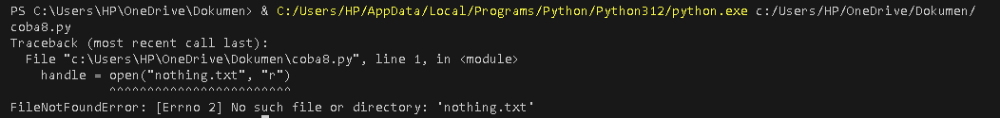 PS C:\Users\HP\OneDrive\Dokumen> & C:/Users/HP/AppData/Local/Programs/Python/Python312/python.exe c:/Users/HP/OneDrive/Dokumen/
coba8.py
Traceback (most recent call last):
  File "c:\Users\HP\OneDrive\Dokumen\coba8.py", line 1, in <module>
    handle = open("nothing.txt", "r")
             ^^^^^^^^^^^^^^^^^^^^^^^^
FileNotFoundError: [Errno 2] No such file or directory: 'nothing.txt'